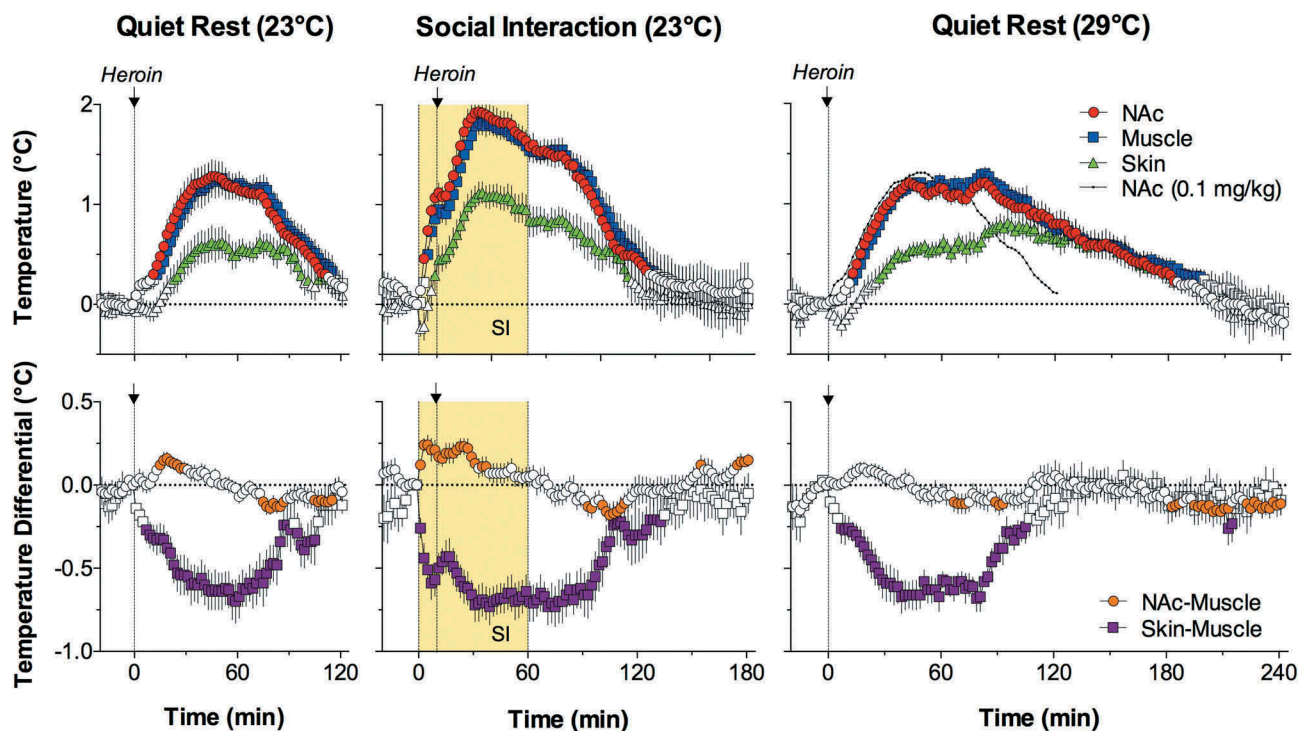 Quiet Rest (23°C)
Social Interaction (23°C)
Quiet Rest (29°C)
Heroin
Heroin
Heroin
Temperature (°C)
2
1
0
SI
NAc
Muscle
Skin
NAc (0.1 mg/kg)
Temperature Differential (°C)
0.5
0.0
-0.5
-1.0
SI
NAc-Muscle
Skin-Muscle
0 60 120
0 60 120 180
0 60 120 180 240
Time (min)
Time (min)
Time (min)